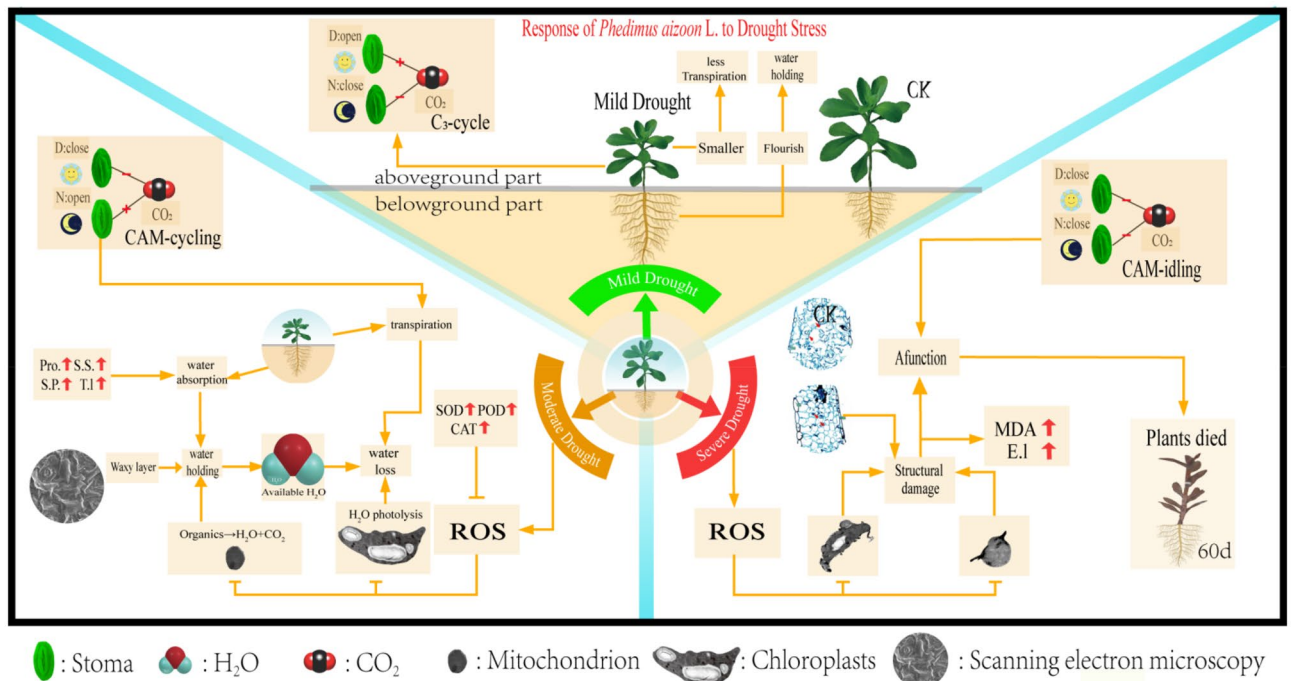 Response of Phedimus aizoon L. to Drought Stress
D:open
N:close
CO₂
C₃-cycle
less
Transpiration
water
holding
Mild Drought
CK
Smaller
Flourish
aboveground part
belowground part
D:close
N:open
CO₂
CAM-cycling
D:close
N:close
CO₂
CAM-idling
Mild Drought
Moderate Drought
Severe Drought
transpiration
Pro.↑ S.S.↑
S.P.↑ T.l↑
water
absorption
SOD↑ POD↑
CAT↑
Waxy layer
water
holding
H₂O
Available H₂O
water
loss
Organics→H₂O+CO₂
H₂O photolysis
ROS
CK
Afunction
MDA ↑
E.l ↑
Structural
damage
ROS
Plants died
60d
: Stoma
: H₂O
: CO₂
: Mitochondrion
: Chloroplasts
: Scanning electron microscopy